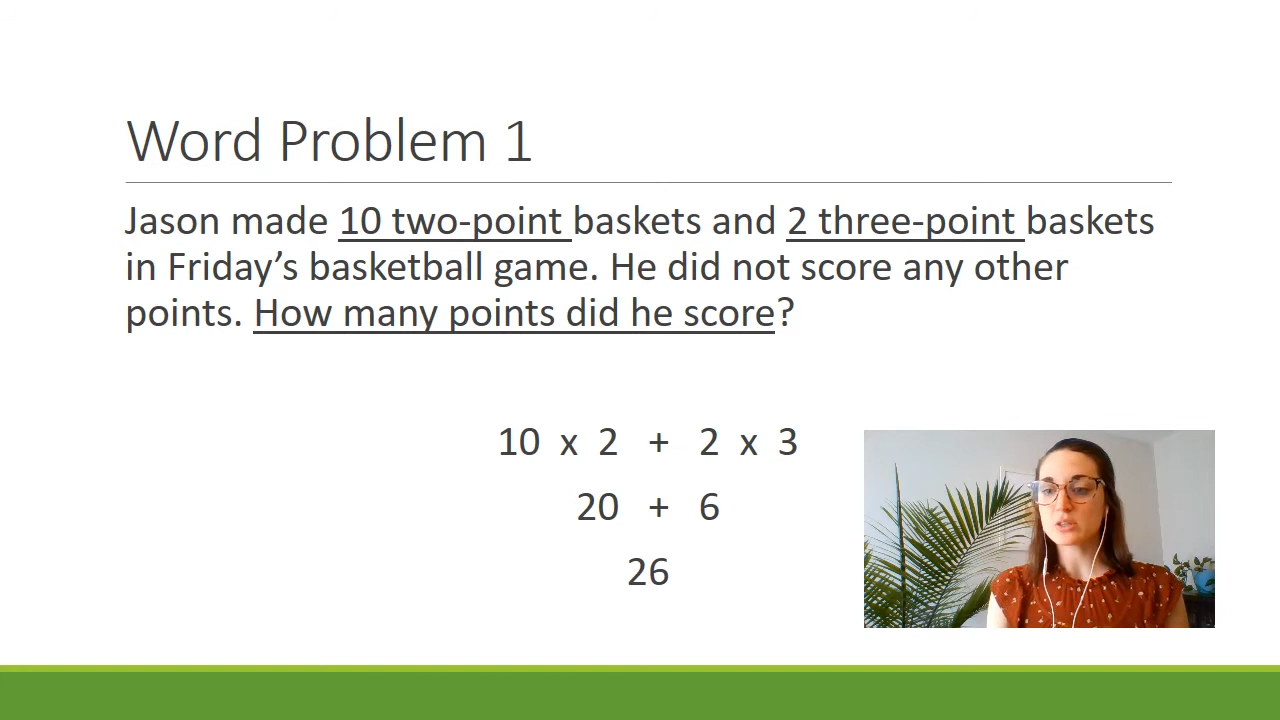 Word Problem 1
Jason made 10 two-point baskets and 2 three-point baskets
in Friday’s basketball game. He did not score any other
points. How many points did he score?
10 x 2 + 2 x 3
20 + 6
26